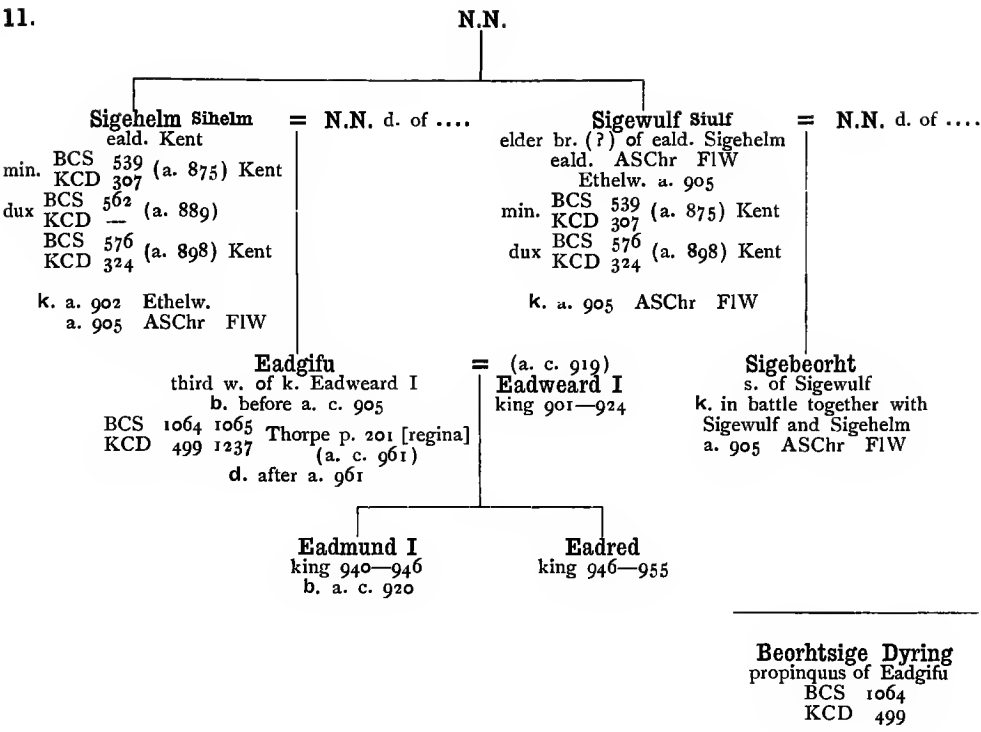 11.
N.N.
Sigehelm Sihelm = N.N. d. of ....
eald. Kent
min. BCS 539 (a. 875) Kent
KCD 307
dux BCS 562 (a. 889)
KCD —
BCS 576 (a. 898) Kent
KCD 324
k. a. 902 Ethelw.
a. 905 ASChr FlW
Sigewulf Siulf = N.N. d. of ....
elder br. (?) of eald. Sigehelm
eald. ASChr FlW
Ethelw. a. 905
min. BCS 539 (a. 875) Kent
KCD 307
dux BCS 576 (a. 898) Kent
KCD 324
k. a. 905 ASChr FlW
Eadgifu
third w. of k. Eadweard I
b. before a. c. 905
BCS 1064 1065 Thorpe p. 201 [regina]
KCD 499 1237 (a. c. 961)
d. after a. 961
= (a. c. 919)
Eadweard I
king 901—924
Sigebeorht
s. of Sigewulf
k. in battle together with
Sigewulf and Sigehelm
a. 905 ASChr FlW
Eadmund I
king 940—946
b. a. c. 920
Eadred
king 946—955
Beorhtsige Dyring
propinquus of Eadgifu
BCS 1064
KCD 499